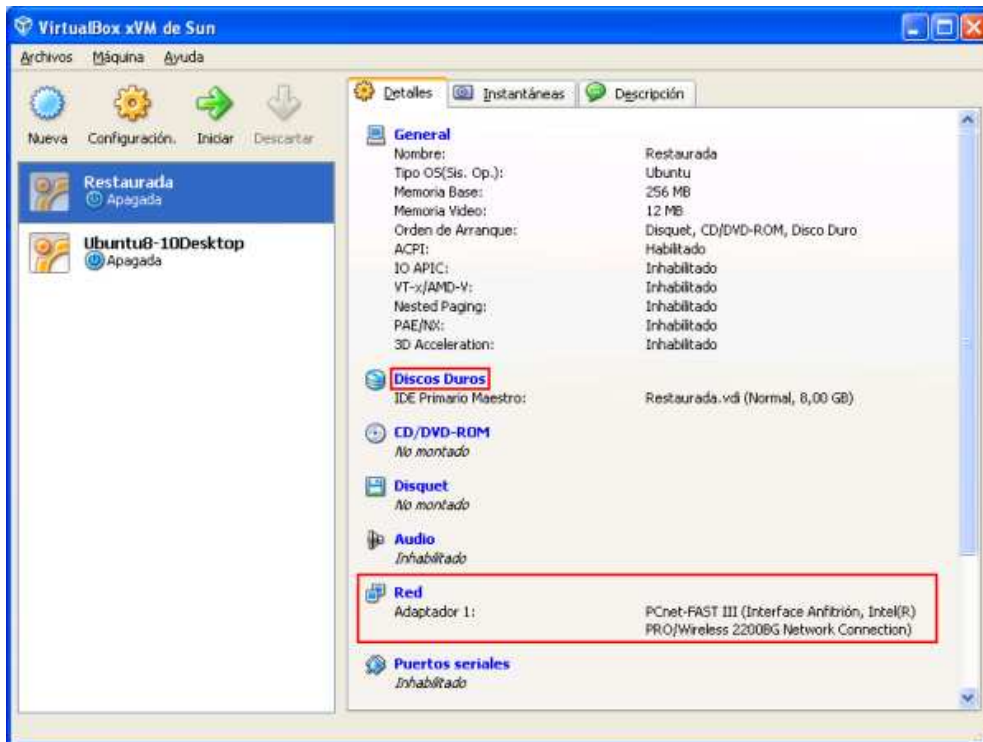 VirtualBox xVM de Sun
Archivos Máquina Ayuda
Nueva Configuración. Iniciar Descartar
Restaurada
Apagada
Ubuntu8-10Desktop
Apagada
Detalles Instantáneas Descripción
General
Nombre: Restaurada
Tipo OS(Sis. Op.): Ubuntu
Memoria Base: 256 MB
Memoria Video: 12 MB
Orden de Arranque: Disquet, CD/DVD-ROM, Disco Duro
ACPI: Habilitado
IO APIC: Inhabilitado
VT-x/AMD-V: Inhabilitado
Nested Paging: Inhabilitado
PAE/NX: Inhabilitado
3D Acceleration: Inhabilitado
Discos Duros
IDE Primario Maestro: Restaurada.vdi (Normal, 8,00 GB)
CD/DVD-ROM
No montado
Disquet
No montado
Audio
Inhabilitado
Red
Adaptador 1: PCnet-FAST III (Interface Anfitrión, Intel(R)
PRO/Wireless 2200BG Network Connection)
Puertos seriales
Inhabilitado